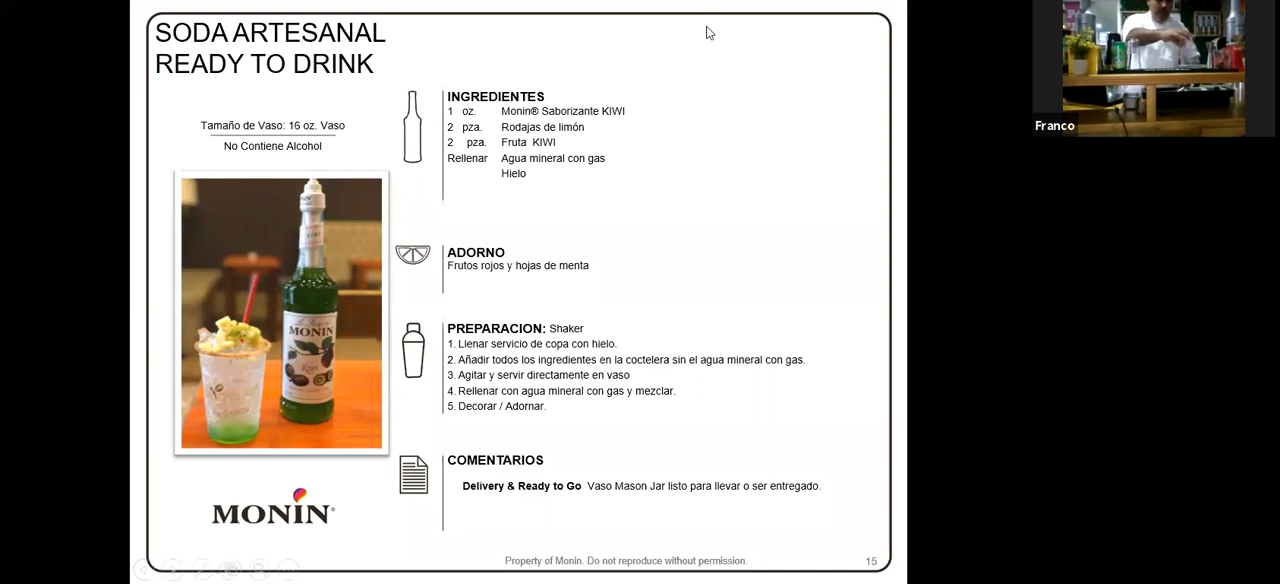 SODA ARTESANAL
READY TO DRINK
Tamaño de Vaso: 16 oz. Vaso
No Contiene Alcohol
INGREDIENTES
1 oz. Monin® Saborizante KIWI
2 pza. Rodajas de limón
2 pza. Fruta KIWI
Rellenar Agua mineral con gas
Hielo
ADORNO
Frutos rojos y hojas de menta
PREPARACION: Shaker
1. Llenar servicio de copa con hielo.
2. Añadir todos los ingredientes en la coctelera sin el agua mineral con gas.
3. Agitar y servir directamente en vaso
4. Rellenar con agua mineral con gas y mezclar.
5. Decorar / Adornar.
COMENTARIOS
Delivery & Ready to Go Vaso Mason Jar listo para llevar o ser entregado.
MONIN
MONIN®
Property of Monin. Do not reproduce without permission.
15
Franco